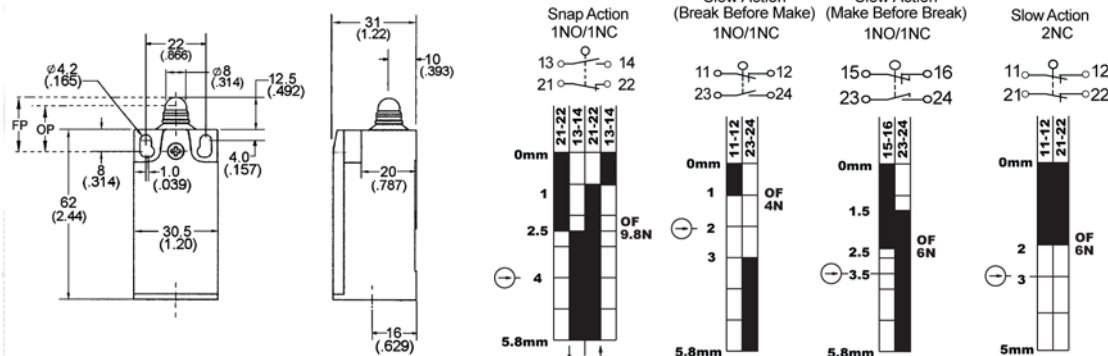 22
(.866)
Ø4.2
(.165)
Ø8
(.314)
12.5
(.492)
FP
OP
8
(.314)
1.0
(.039)
4.0
(.157)
62
(2.44)
30.5
(1.20)
31
(1.22)
10
(.393)
20
(.787)
16
(.629)
Snap Action
1NO/1NC
13 14
21 22
21-22 13-14 21-22 13-14
0mm
1
2.5
4
5.8mm
OF
9.8N
Slow Action
(Break Before Make)
1NO/1NC
11 12
23 24
11-12 23-24
0mm
1
2
3
5.8mm
OF
4N
Slow Action
(Make Before Break)
1NO/1NC
15 16
23 24
15-16 23-24
0mm
1.5
2.5
3.5
5.8mm
OF
6N
Slow Action
2NC
11 12
21 22
11-12 21-22
0mm
2
3
5mm
OF
6N